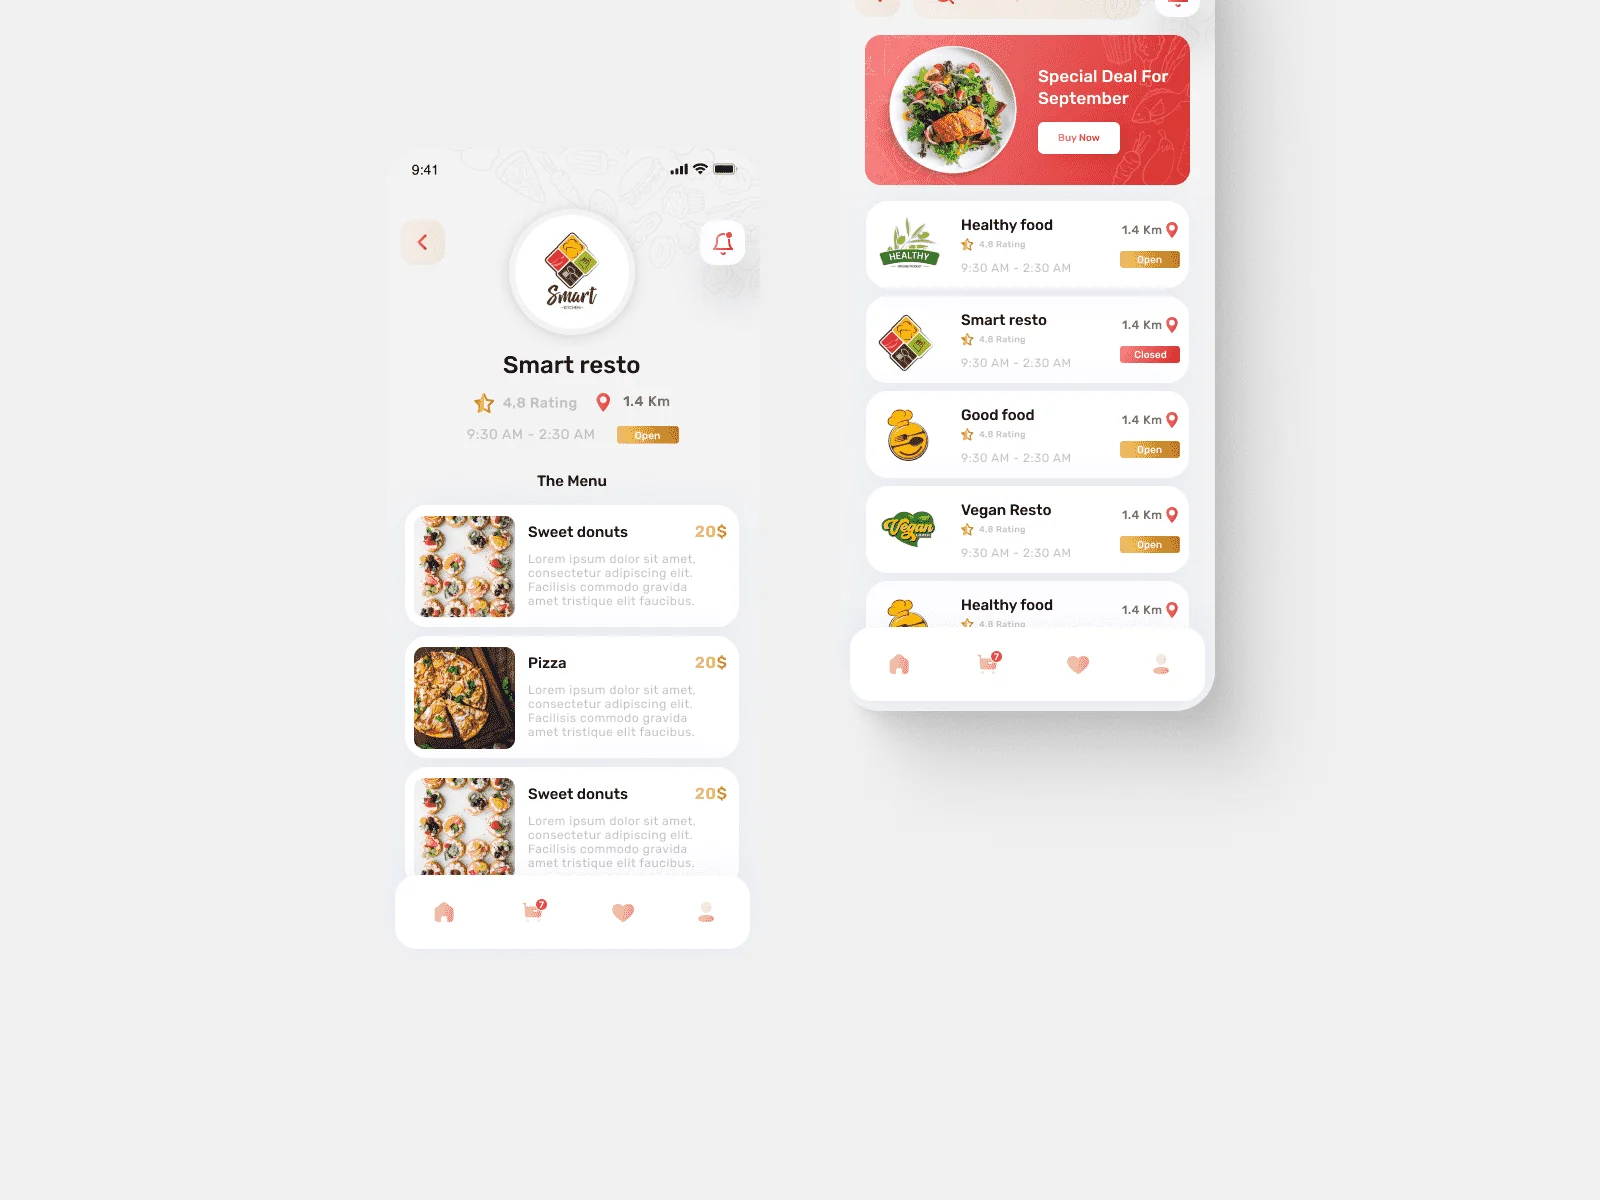 9:41
Smart
KITCHEN
Smart resto
4,8 Rating
1.4 Km
9:30 AM - 2:30 AM
Open
The Menu
Sweet donuts
20$
Lorem ipsum dolor sit amet,
consectetur adipiscing elit.
Facilisis commodo gravida
amet tristique elit faucibus.
Pizza
20$
Lorem ipsum dolor sit amet,
consectetur adipiscing elit.
Facilisis commodo gravida
amet tristique elit faucibus.
Sweet donuts
20$
Lorem ipsum dolor sit amet,
consectetur adipiscing elit.
Facilisis commodo gravida
amet tristique elit faucibus.
7
Special Deal For
September
Buy Now
HEALTHY
Healthy food
4,8 Rating
9:30 AM - 2:30 AM
1.4 Km
Open
Smart resto
4,8 Rating
9:30 AM - 2:30 AM
1.4 Km
Closed
Good food
4,8 Rating
9:30 AM - 2:30 AM
1.4 Km
Open
Vegan
Vegan Resto
4,8 Rating
9:30 AM - 2:30 AM
1.4 Km
Open
Healthy food
4,8 Rating
1.4 Km
7